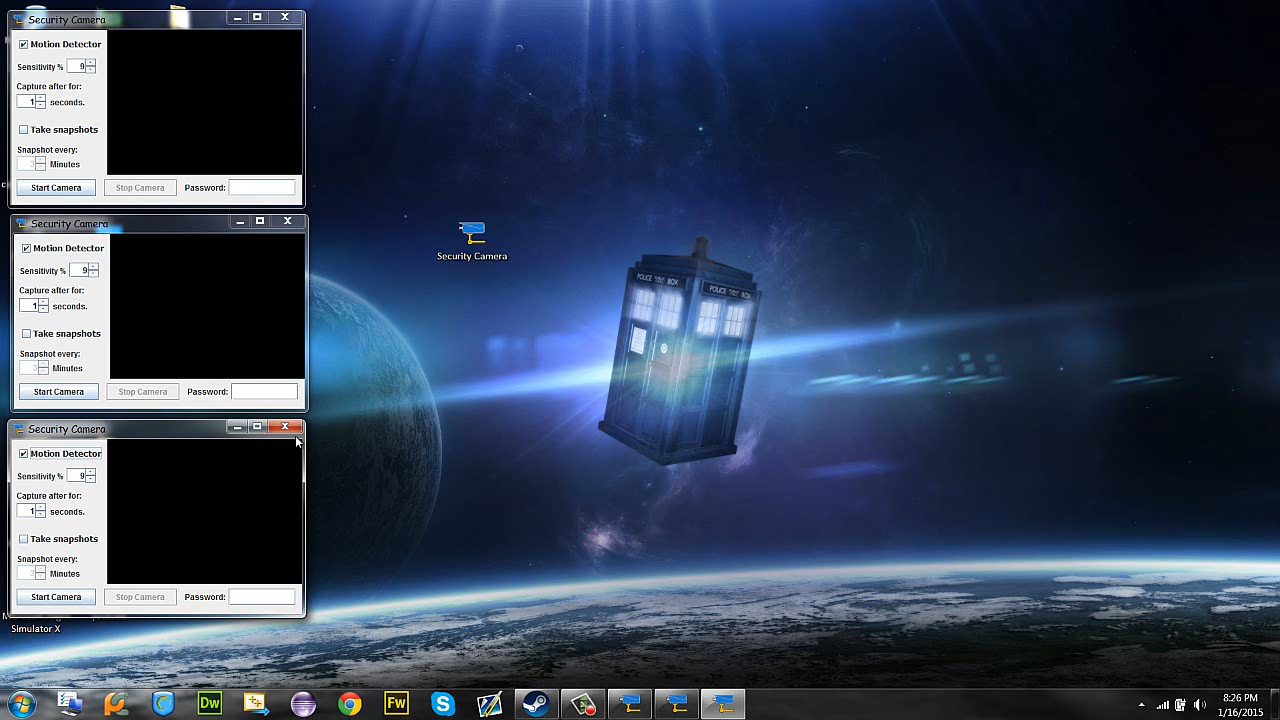 Security Camera
Motion Detector
Sensitivity % 9
Capture after for:
1 seconds.
Take snapshots
Snapshot every:
3 Minutes
Start Camera Stop Camera Password:
Security Camera
Motion Detector
Sensitivity % 9
Capture after for:
1 seconds.
Take snapshots
Snapshot every:
3 Minutes
Start Camera Stop Camera Password:
Security Camera
Motion Detector
Sensitivity % 9
Capture after for:
1 seconds.
Take snapshots
Snapshot every:
3 Minutes
Start Camera Stop Camera Password:
Simulator X
Security Camera
POLICE BOX
POLICE BOX
Dw
Fw
S
8:26 PM
1/16/2015